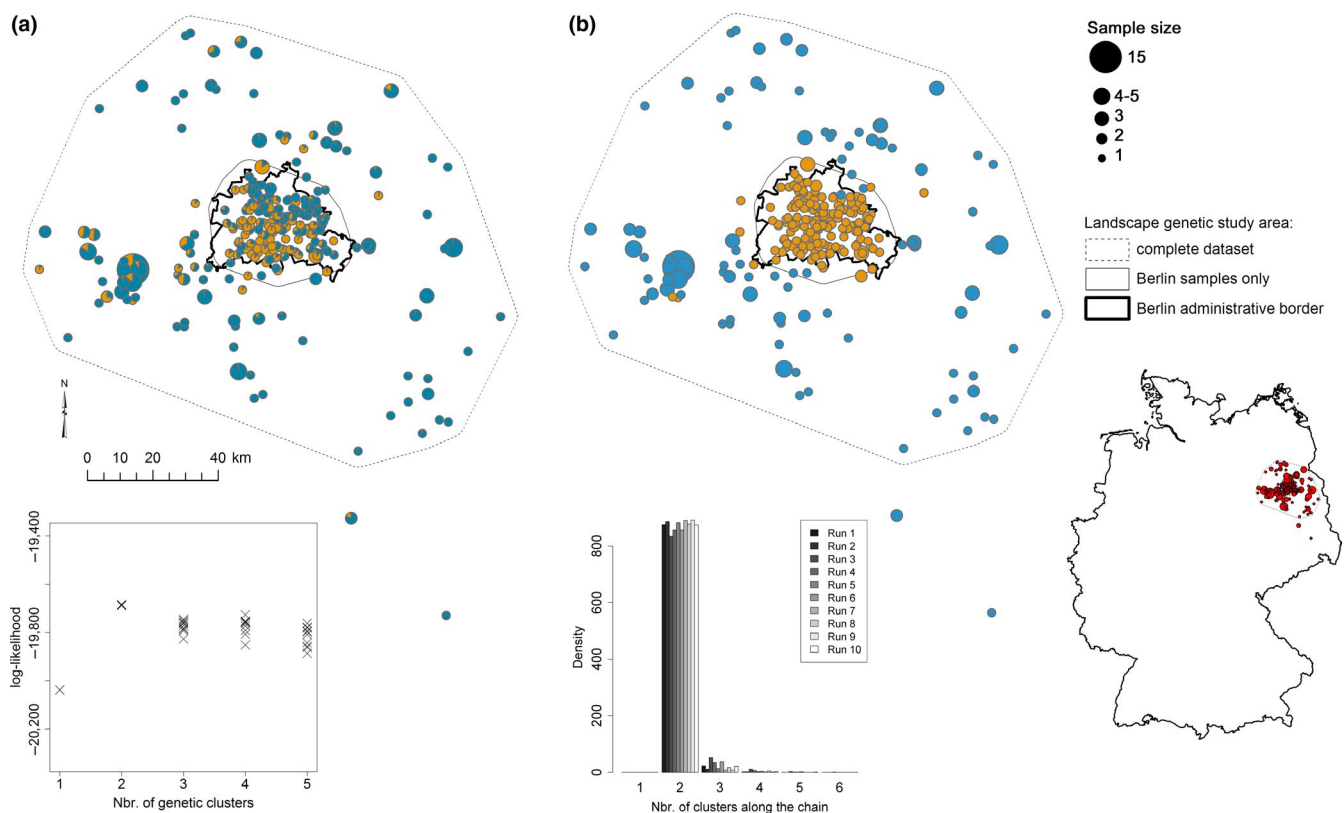 (a)
(b)
Sample size
15
4-5
3
2
1
Landscape genetic study area:
complete dataset
Berlin samples only
Berlin administrative border
N
0 10 20 40 km
−19,400
−19,800
−20,200
log-likelihood
1 2 3 4 5
Nbr. of genetic clusters
800
600
400
200
0
Density
Run 1
Run 2
Run 3
Run 4
Run 5
Run 6
Run 7
Run 8
Run 9
Run 10
1 2 3 4 5 6
Nbr. of clusters along the chain